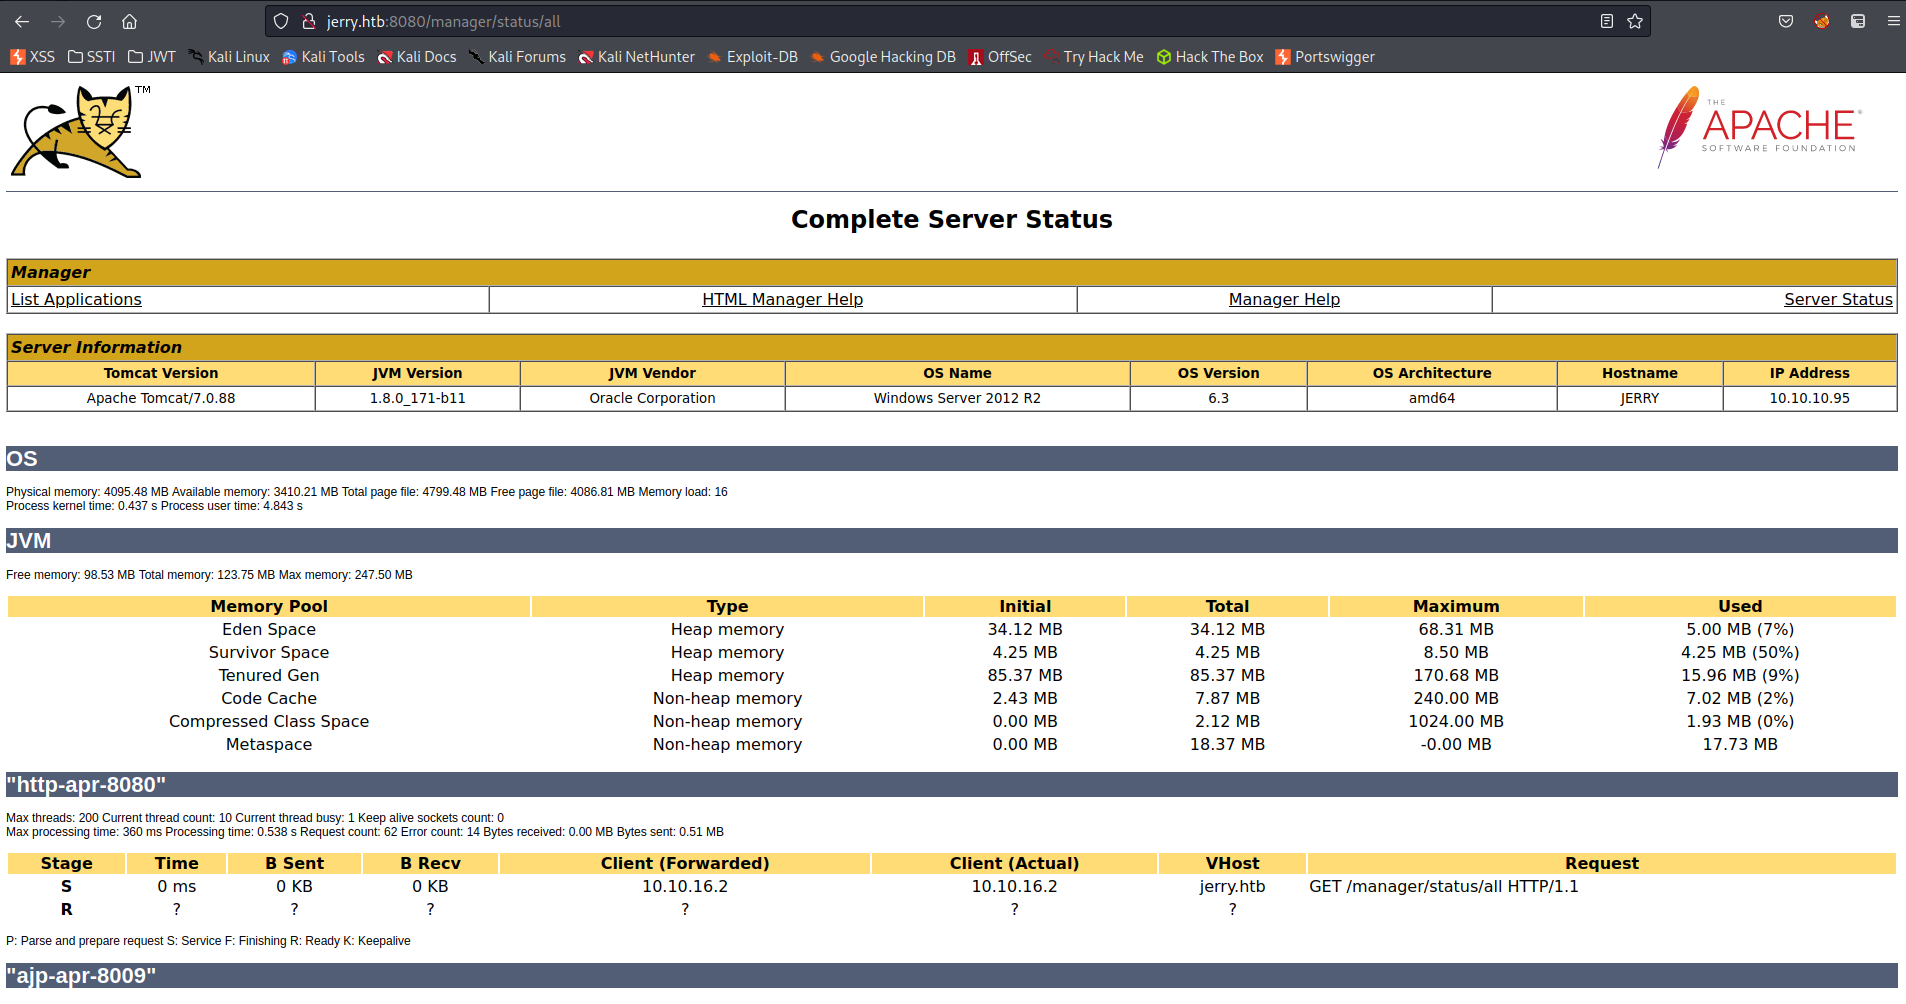 jerry.htb:8080/manager/status/all
XSS SSTI JWT Kali Linux Kali Tools Kali Docs Kali Forums Kali NetHunter Exploit-DB Google Hacking DB OffSec Try Hack Me Hack The Box Portswigger
TM
THE
APACHE®
SOFTWARE FOUNDATION
Complete Server Status
Manager
List Applications HTML Manager Help Manager Help Server Status
Server Information
Tomcat Version JVM Version JVM Vendor OS Name OS Version OS Architecture Hostname IP Address
Apache Tomcat/7.0.88 1.8.0_171-b11 Oracle Corporation Windows Server 2012 R2 6.3 amd64 JERRY 10.10.10.95
OS
Physical memory: 4095.48 MB Available memory: 3410.21 MB Total page file: 4799.48 MB Free page file: 4086.81 MB Memory load: 16
Process kernel time: 0.437 s Process user time: 4.843 s
JVM
Free memory: 98.53 MB Total memory: 123.75 MB Max memory: 247.50 MB
Memory Pool Type Initial Total Maximum Used
Eden Space Heap memory 34.12 MB 34.12 MB 68.31 MB 5.00 MB (7%)
Survivor Space Heap memory 4.25 MB 4.25 MB 8.50 MB 4.25 MB (50%)
Tenured Gen Heap memory 85.37 MB 85.37 MB 170.68 MB 15.96 MB (9%)
Code Cache Non-heap memory 2.43 MB 7.87 MB 240.00 MB 7.02 MB (2%)
Compressed Class Space Non-heap memory 0.00 MB 2.12 MB 1024.00 MB 1.93 MB (0%)
Metaspace Non-heap memory 0.00 MB 18.37 MB -0.00 MB 17.73 MB
"http-apr-8080"
Max threads: 200 Current thread count: 10 Current thread busy: 1 Keep alive sockets count: 0
Max processing time: 360 ms Processing time: 0.538 s Request count: 62 Error count: 14 Bytes received: 0.00 MB Bytes sent: 0.51 MB
Stage Time B Sent B Recv Client (Forwarded) Client (Actual) VHost Request
S 0 ms 0 KB 0 KB 10.10.16.2 10.10.16.2 jerry.htb GET /manager/status/all HTTP/1.1
R ? ? ? ? ? ?
P: Parse and prepare request S: Service F: Finishing R: Ready K: Keepalive
"ajp-apr-8009"